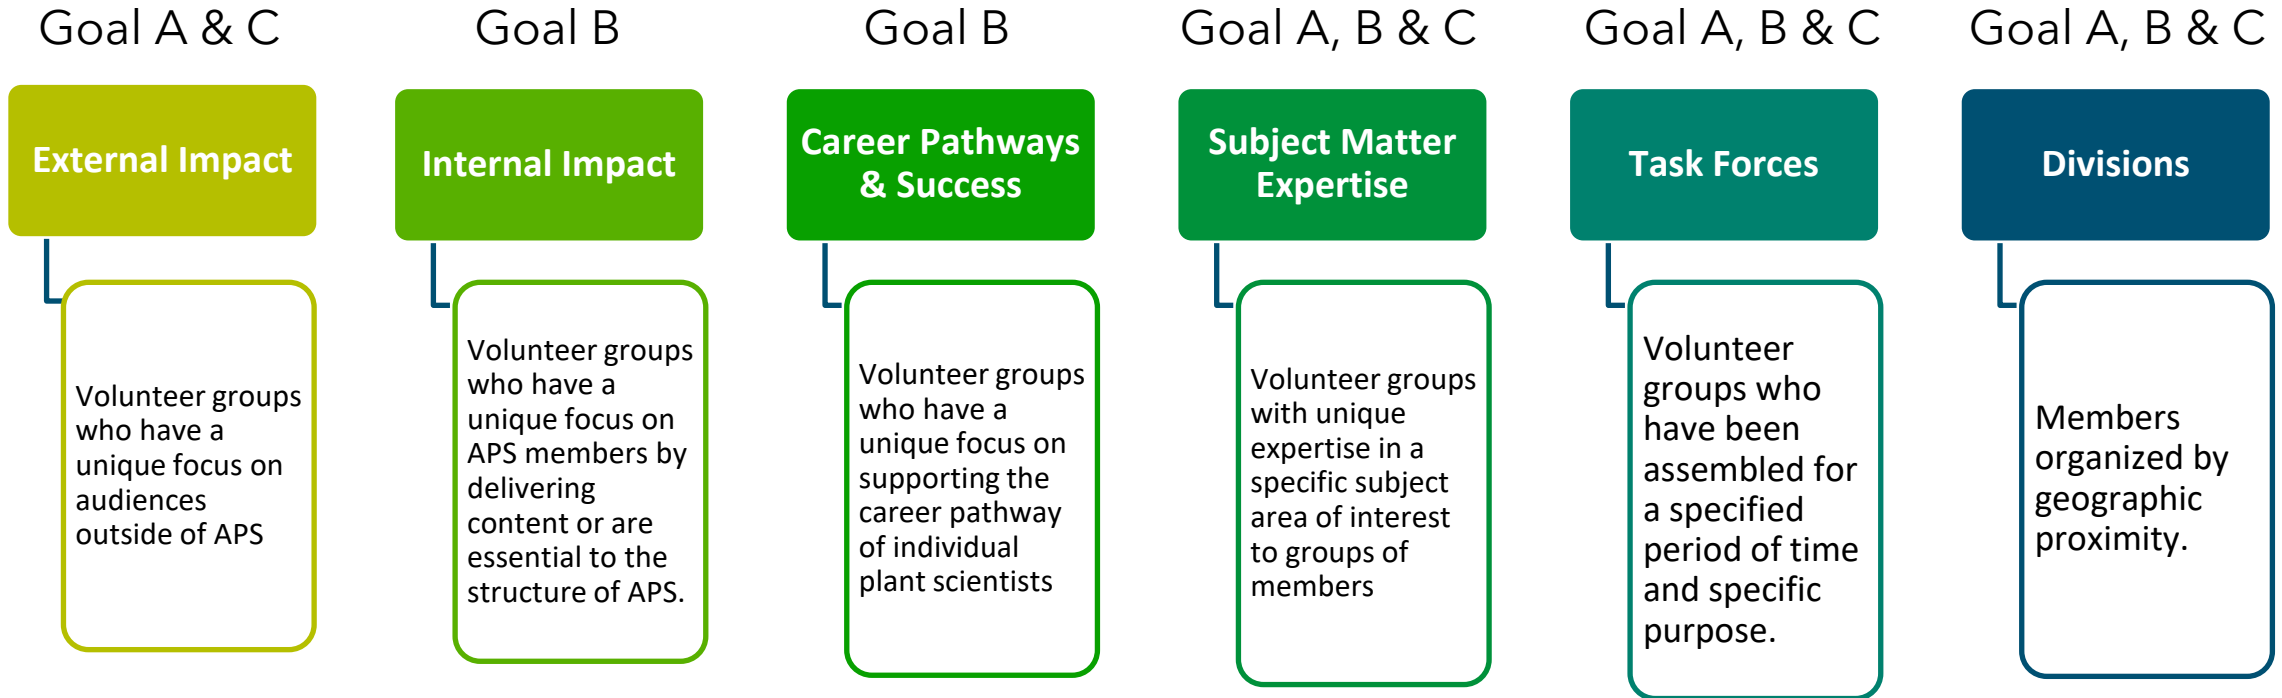 Goal A & C
Goal B
Goal B
Goal A, B & C
Goal A, B & C
Goal A, B & C
External Impact
Internal Impact
Career Pathways
& Success
Subject Matter
Expertise
Task Forces
Divisions
Volunteer groups
who have a
unique focus on
audiences
outside of APS
Volunteer groups
who have a
unique focus on
APS members by
delivering
content or are
essential to the
structure of APS.
Volunteer groups
who have a
unique focus on
supporting the
career pathway
of individual
plant scientists
Volunteer groups
with unique
expertise in a
specific subject
area of interest
to groups of
members
Volunteer
groups who
have been
assembled for
a specified
period of time
and specific
purpose.
Members
organized by
geographic
proximity.